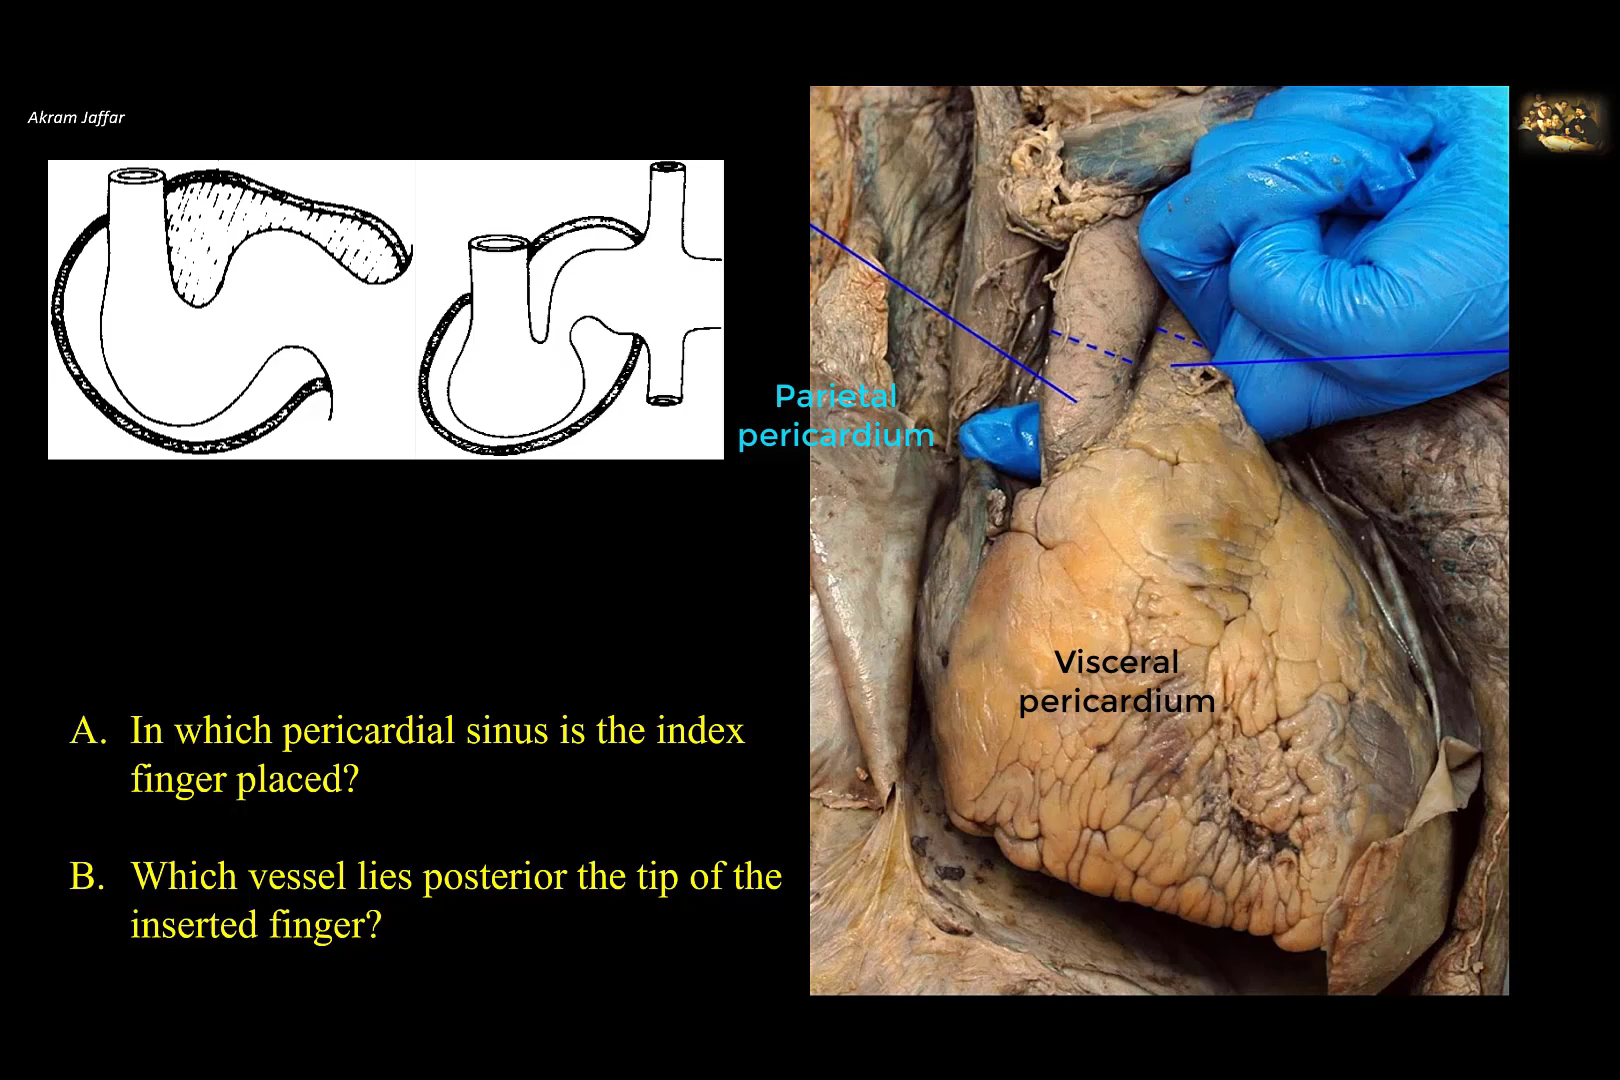 Akram Jaffar
Parietal
pericardium
Visceral
pericardium
A. In which pericardial sinus is the index
finger placed?
B. Which vessel lies posterior the tip of the
inserted finger?